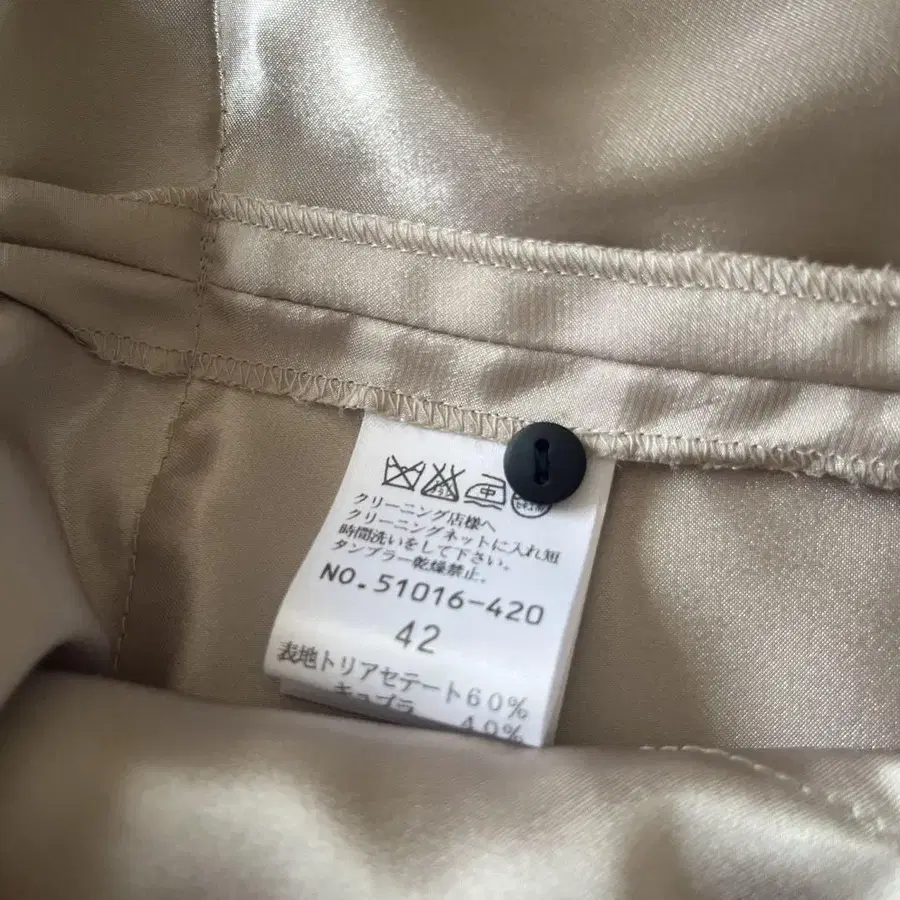 中
クリーニング店様へ
クリーニングネットに入れ短
時間洗いをして下さい。
タンブラー乾燥禁止。
NO.51016-420
42
表地トリアセテート60%
キュプラ 40%